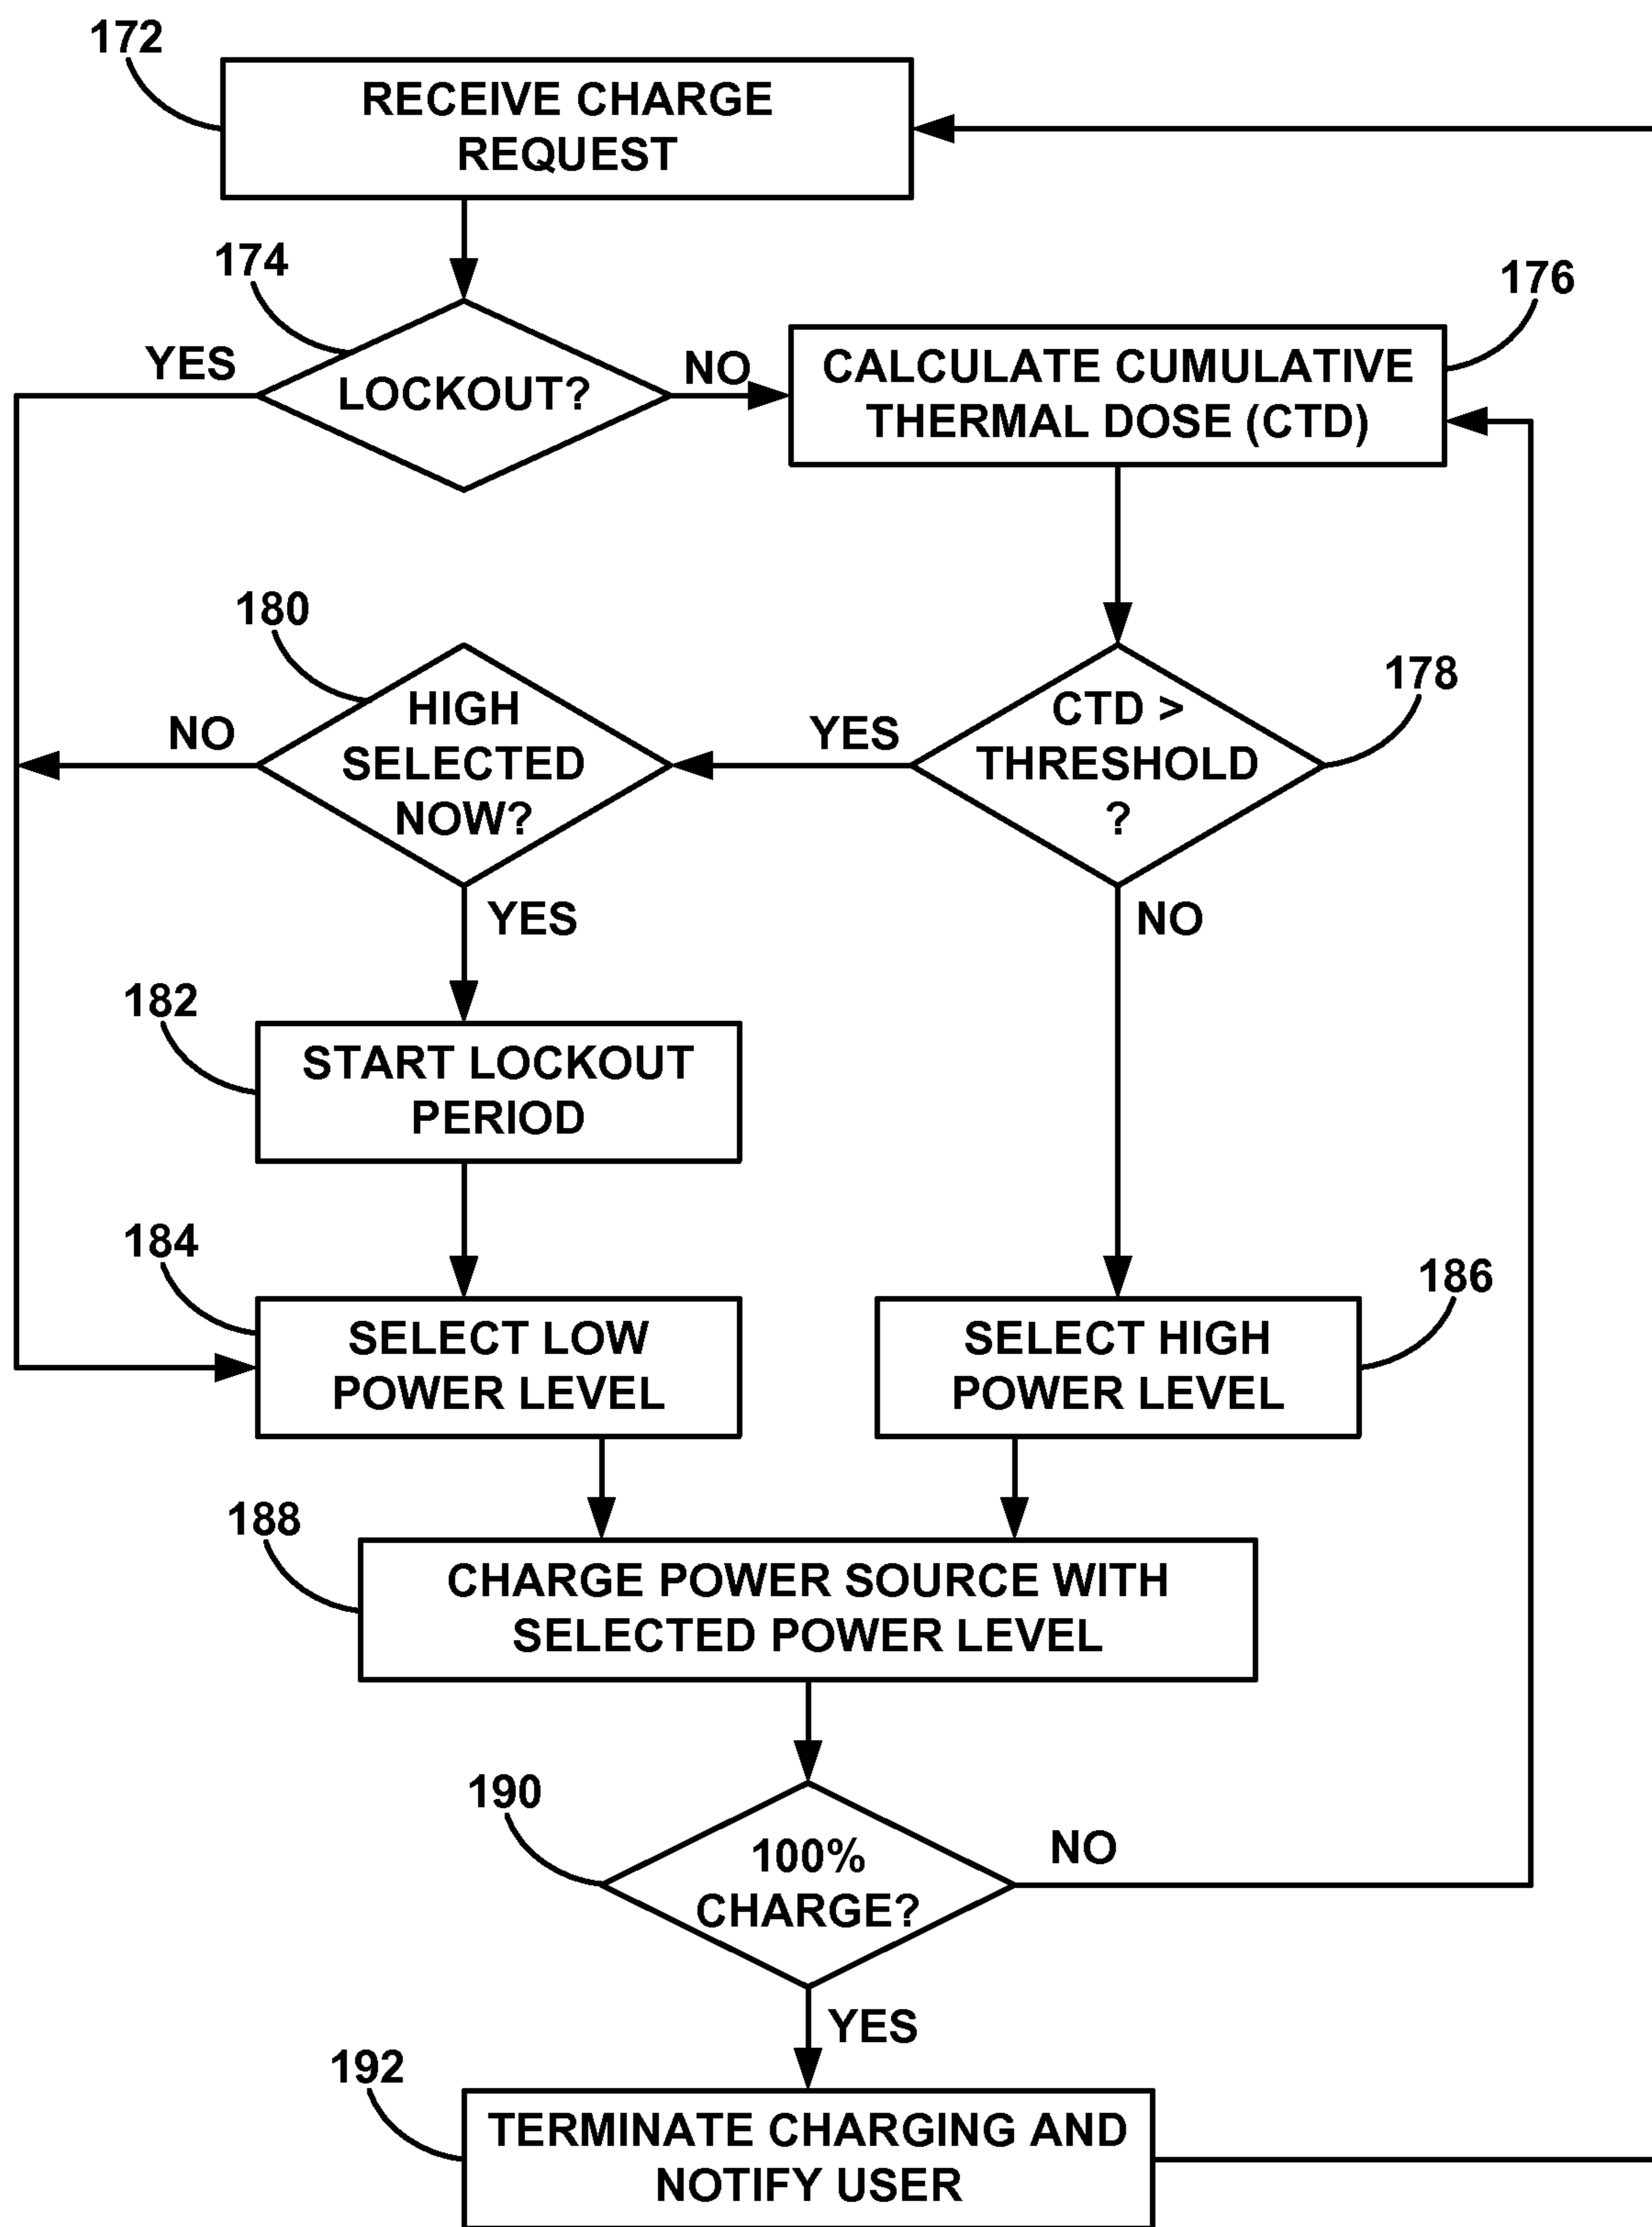 172
RECEIVE CHARGE
REQUEST
174
YES
LOCKOUT?
NO
176
CALCULATE CUMULATIVE
THERMAL DOSE (CTD)
180
NO
HIGH
SELECTED
NOW?
YES
YES
178
CTD >
THRESHOLD
?
NO
182
START LOCKOUT
PERIOD
184
SELECT LOW
POWER LEVEL
186
SELECT HIGH
POWER LEVEL
188
CHARGE POWER SOURCE WITH
SELECTED POWER LEVEL
190
100%
CHARGE?
NO
YES
192
TERMINATE CHARGING AND
NOTIFY USER